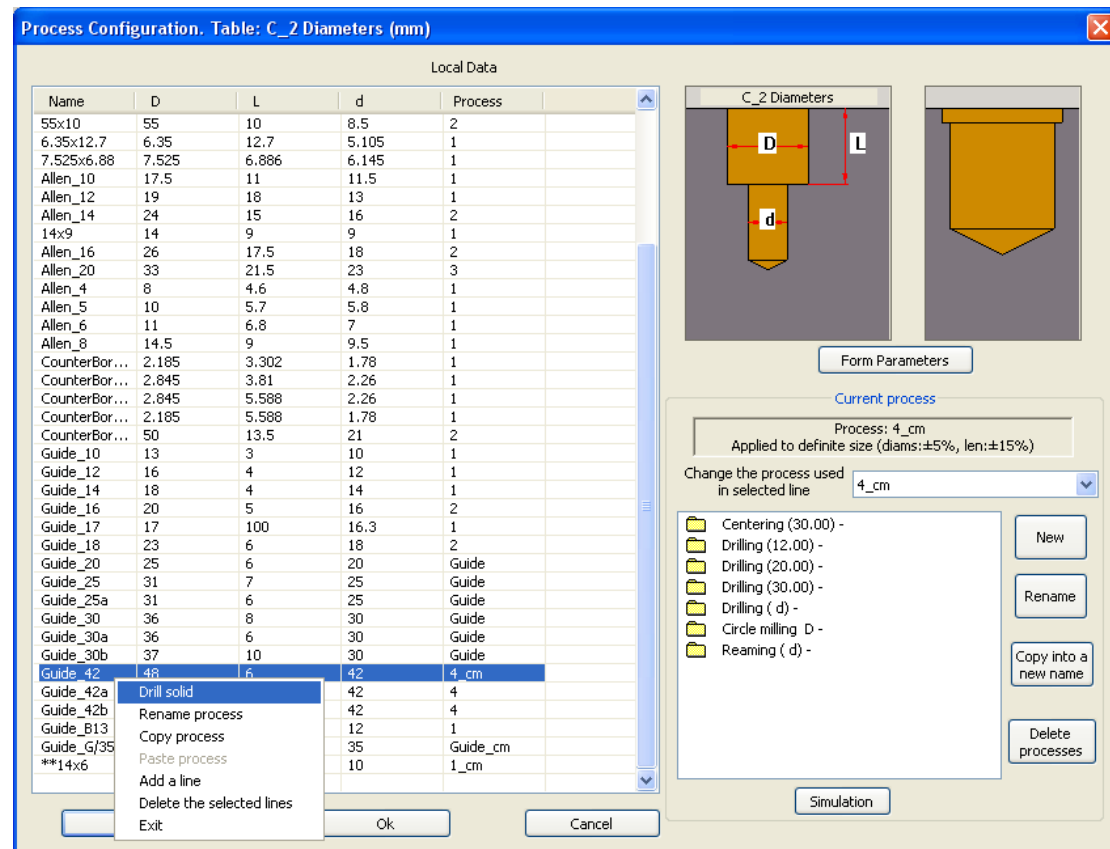 Process Configuration. Table: C_2 Diameters (mm)
Local Data
Name D L d Process
55x10 55 10 8.5 2
6.35x12.7 6.35 12.7 5.105 1
7.525x6.88 7.525 6.886 6.145 1
Allen_10 17.5 11 11.5 1
Allen_12 19 18 13 1
Allen_14 24 15 16 2
14x9 14 9 9 1
Allen_16 26 17.5 18 2
Allen_20 33 21.5 23 3
Allen_4 8 4.6 4.8 1
Allen_5 10 5.7 5.8 1
Allen_6 11 6.8 7 1
Allen_8 14.5 9 9.5 1
CounterBor... 2.185 3.302 1.78 1
CounterBor... 2.845 3.81 2.26 1
CounterBor... 2.845 5.588 2.26 1
CounterBor... 2.185 5.588 1.78 1
CounterBor... 50 13.5 21 2
Guide_10 13 3 10 1
Guide_12 16 4 12 1
Guide_14 18 4 14 1
Guide_16 20 5 16 2
Guide_17 17 100 16.3 1
Guide_18 23 6 18 2
Guide_20 25 6 20 Guide
Guide_25 31 7 25 Guide
Guide_25a 31 6 25 Guide
Guide_30 36 8 30 Guide
Guide_30a 36 6 30 Guide
Guide_30b 37 10 30 Guide
Guide_42 48 6 42 4_cm
Guide_42a 42 4
Guide_42b 42 4
Guide_B13 12 1
Guide_G/35 35 Guide_cm
**14x6 10 1_cm
Drill solid
Rename process
Copy process
Paste process
Add a line
Delete the selected lines
Exit
Ok
Cancel
C_2 Diameters
D
L
d
Form Parameters
Current process
Process: 4_cm
Applied to definite size (diams:±5%, len:±15%)
Change the process used
in selected line
4_cm
Centering (30.00) -
Drilling (12.00) -
Drilling (20.00) -
Drilling (30.00) -
Drilling ( d) -
Circle milling D -
Reaming ( d) -
New
Rename
Copy into a
new name
Delete
processes
Simulation